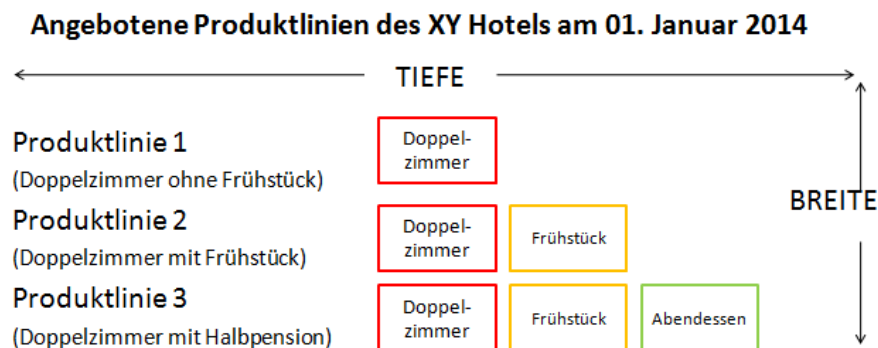 Angebotene Produktlinien des XY Hotels am 01. Januar 2014
TIEFE
Produktlinie 1
(Doppelzimmer ohne Frühstück)
Doppel-
zimmer
BREITE
Produktlinie 2
(Doppelzimmer mit Frühstück)
Doppel-
zimmer
Frühstück
Produktlinie 3
(Doppelzimmer mit Halbpension)
Doppel-
zimmer
Frühstück
Abendessen